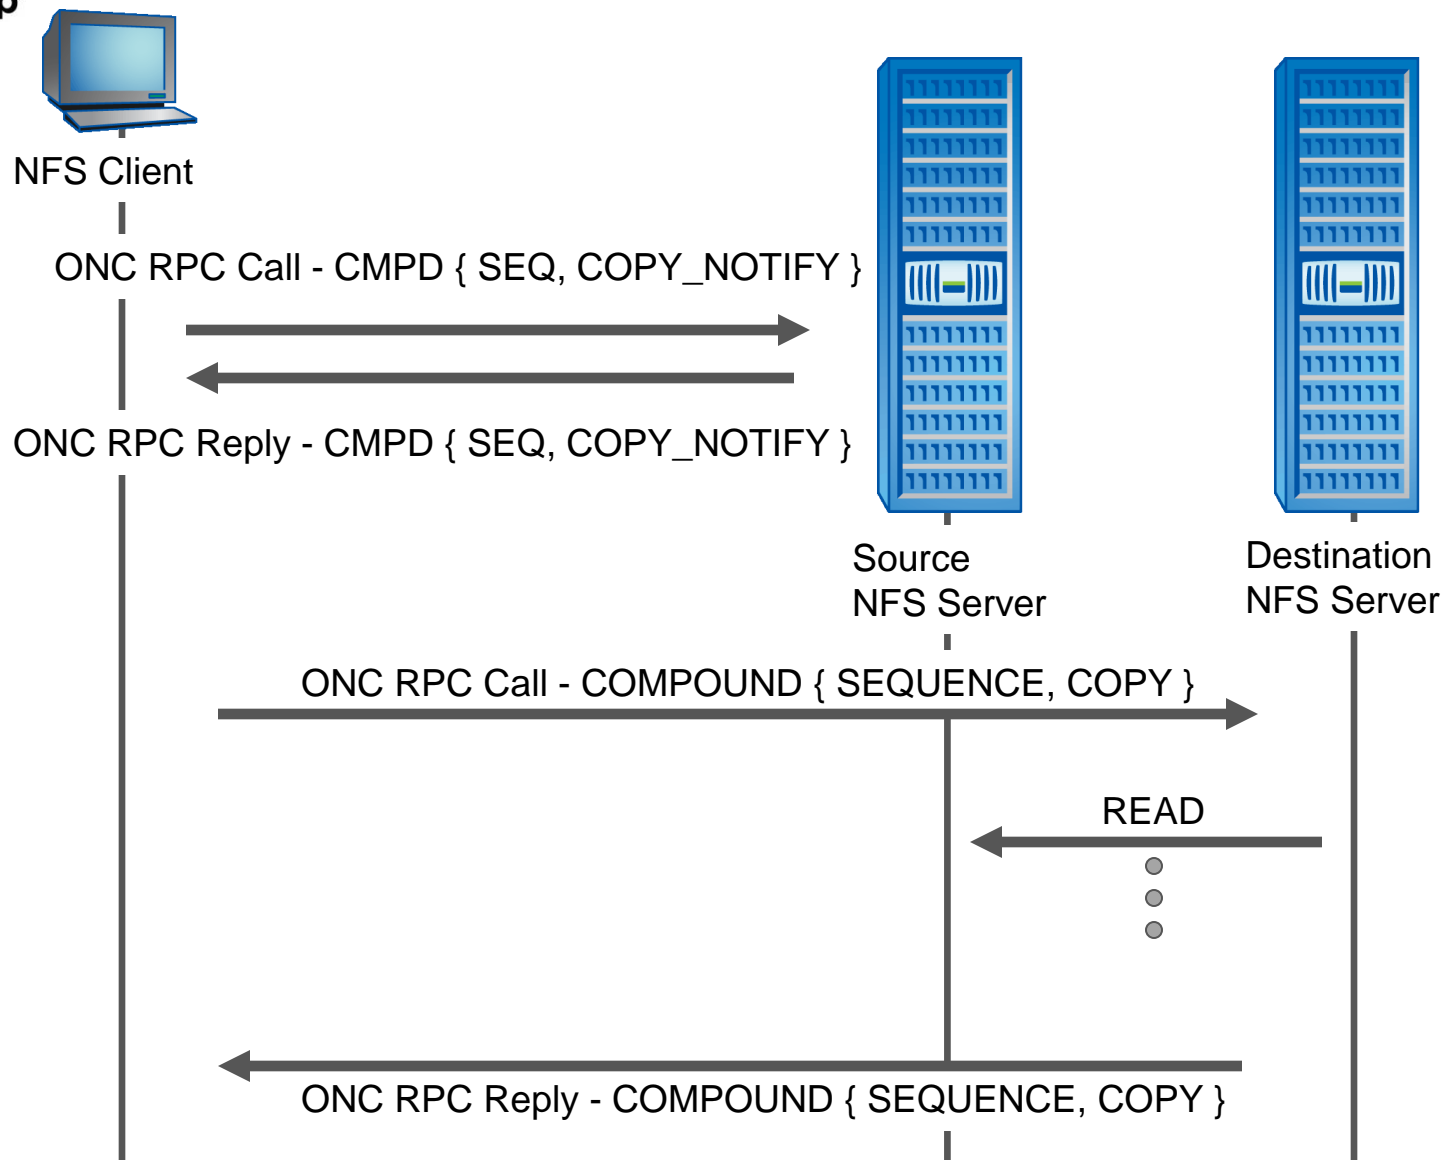 p
NFS Client
ONC RPC Call - CMPD { SEQ, COPY_NOTIFY }
ONC RPC Reply - CMPD { SEQ, COPY_NOTIFY }
Source
NFS Server
Destination
NFS Server
ONC RPC Call - COMPOUND { SEQUENCE, COPY }
READ
ONC RPC Reply - COMPOUND { SEQUENCE, COPY }